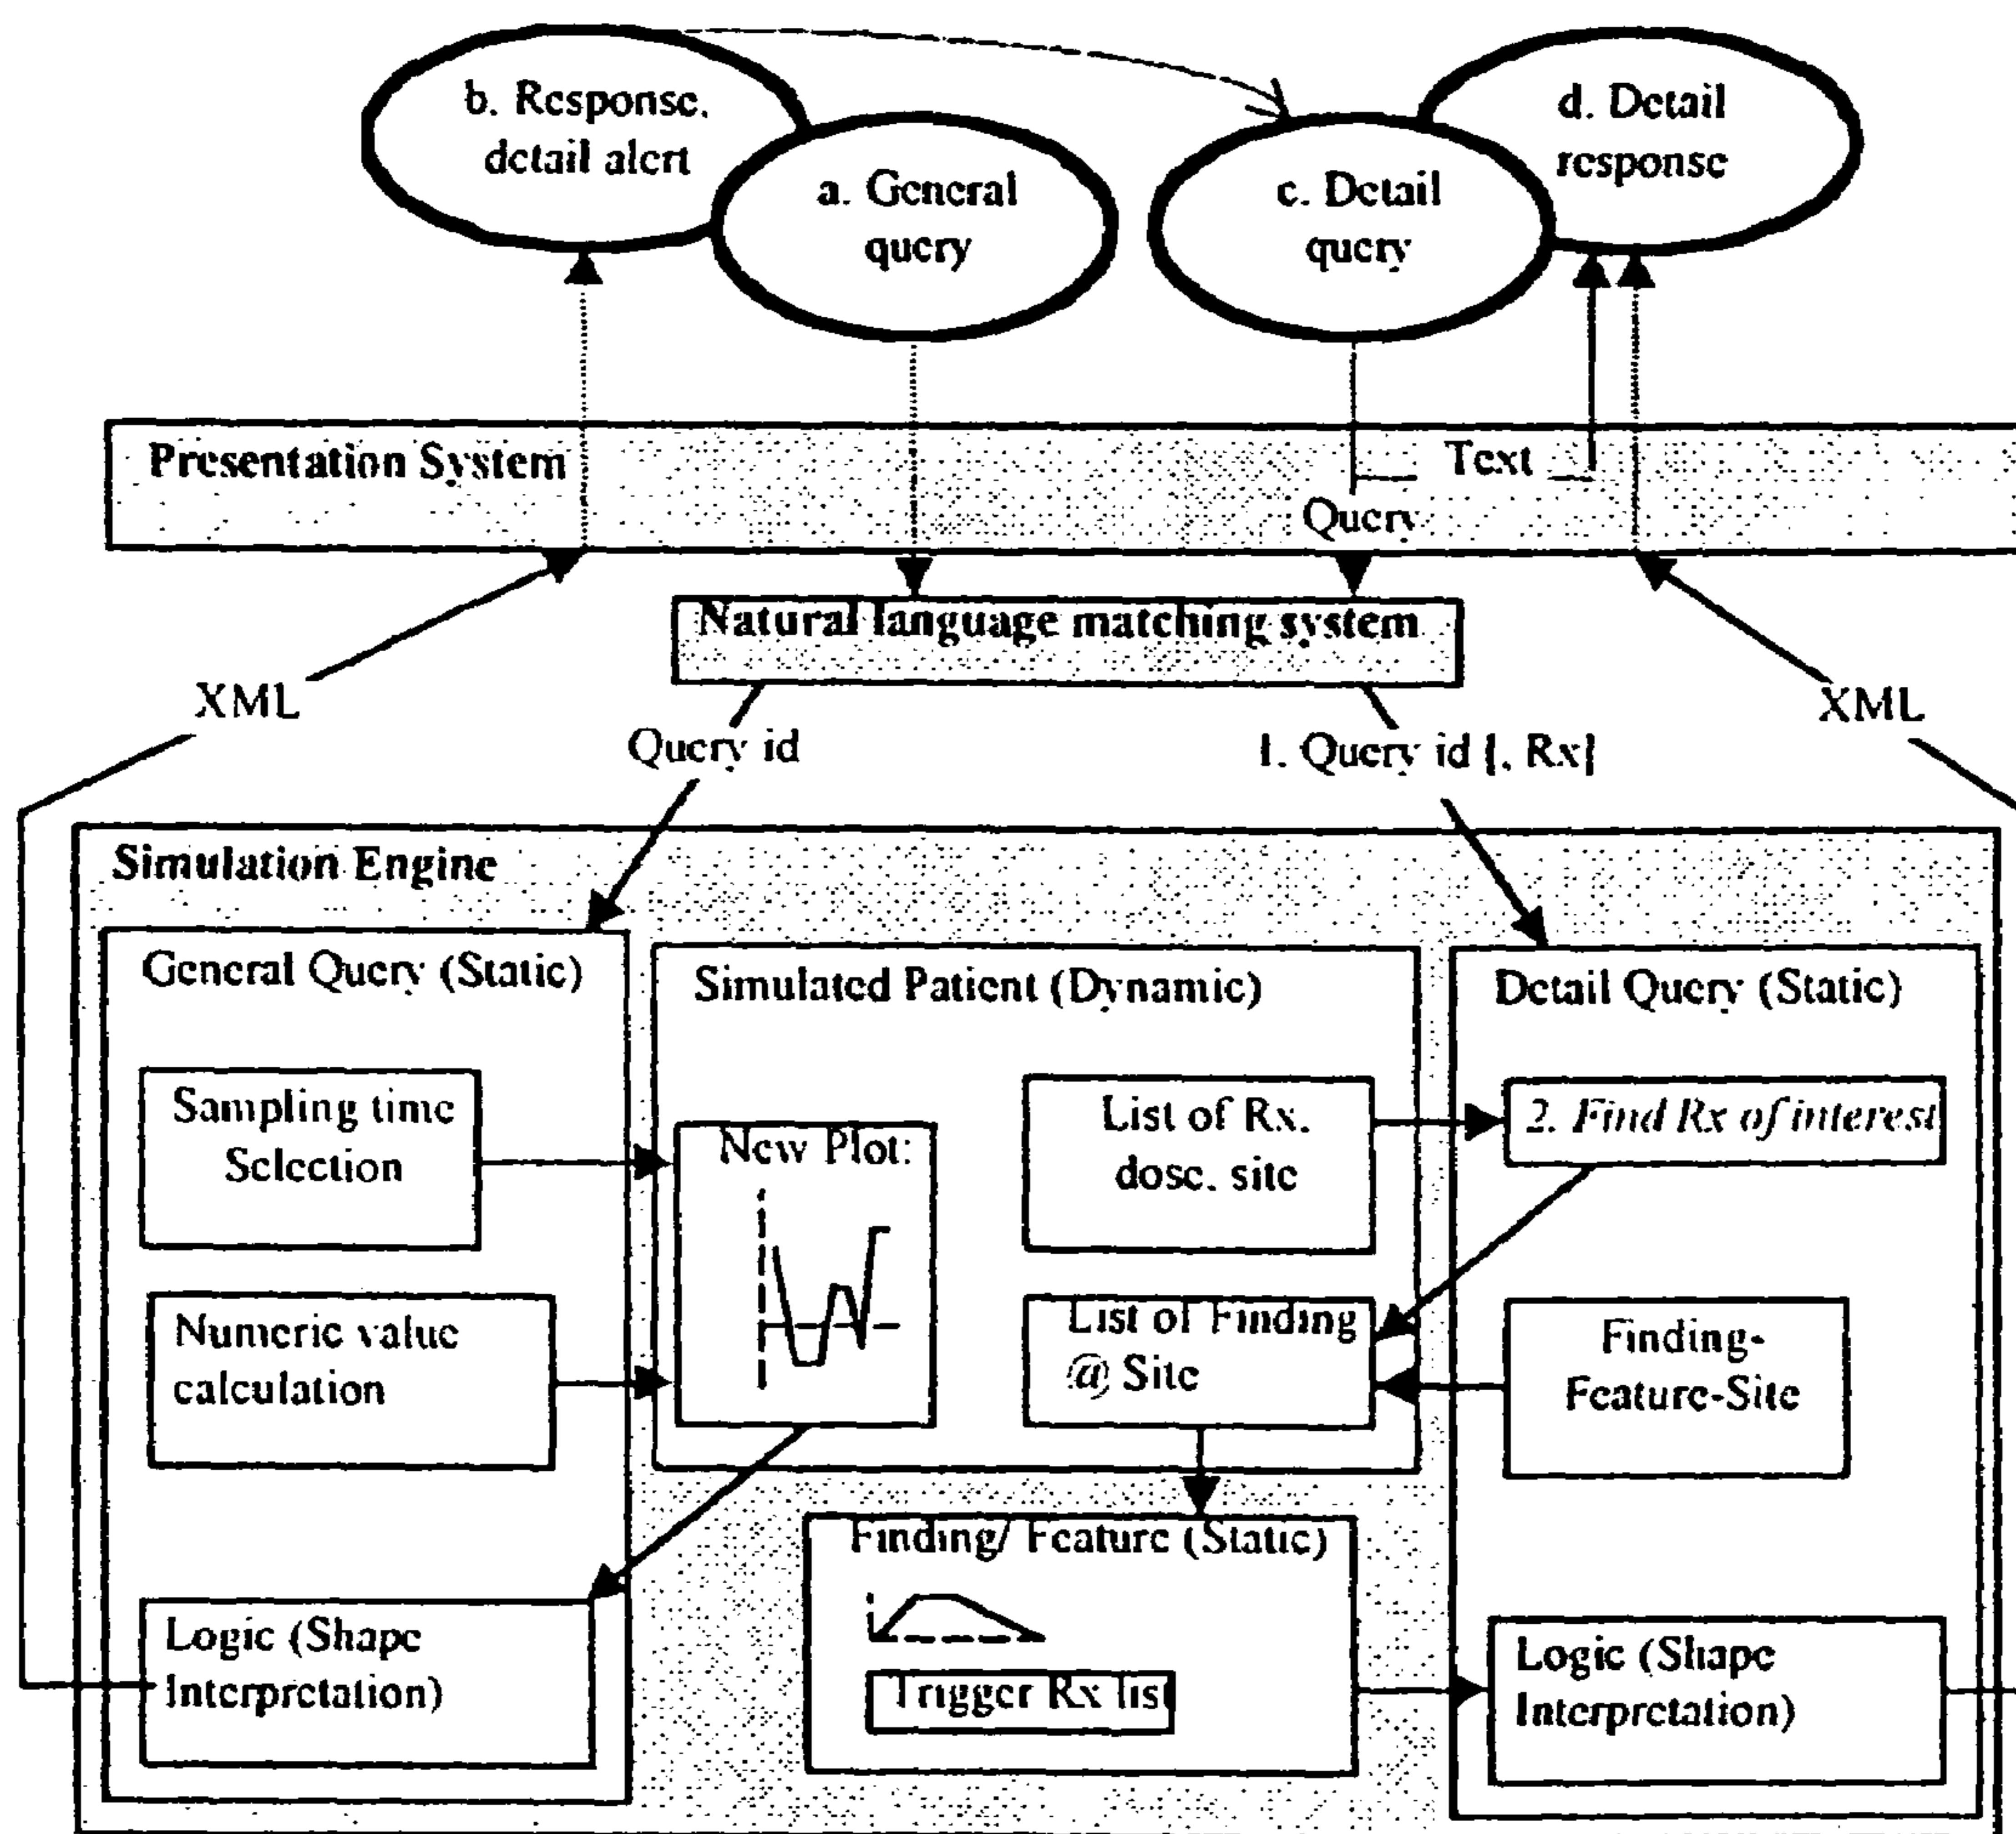 b. Response,
detail alert
a. General
query
c. Detail
query
d. Detail
response
Presentation System
Text
Query
Natural language matching system
XML
Query id
1. Query id [, Rx]
XML
Simulation Engine
General Query (Static)
Sampling time
Selection
Numeric value
calculation
Logic (Shape
Interpretation)
Simulated Patient (Dynamic)
New Plot:
List of Rx,
dose, site
List of Finding
@ Site
Finding/ Feature (Static)
Trigger Rx list
Detail Query (Static)
2. Find Rx of interest
Finding-
Feature-Site
Logic (Shape
Interpretation)